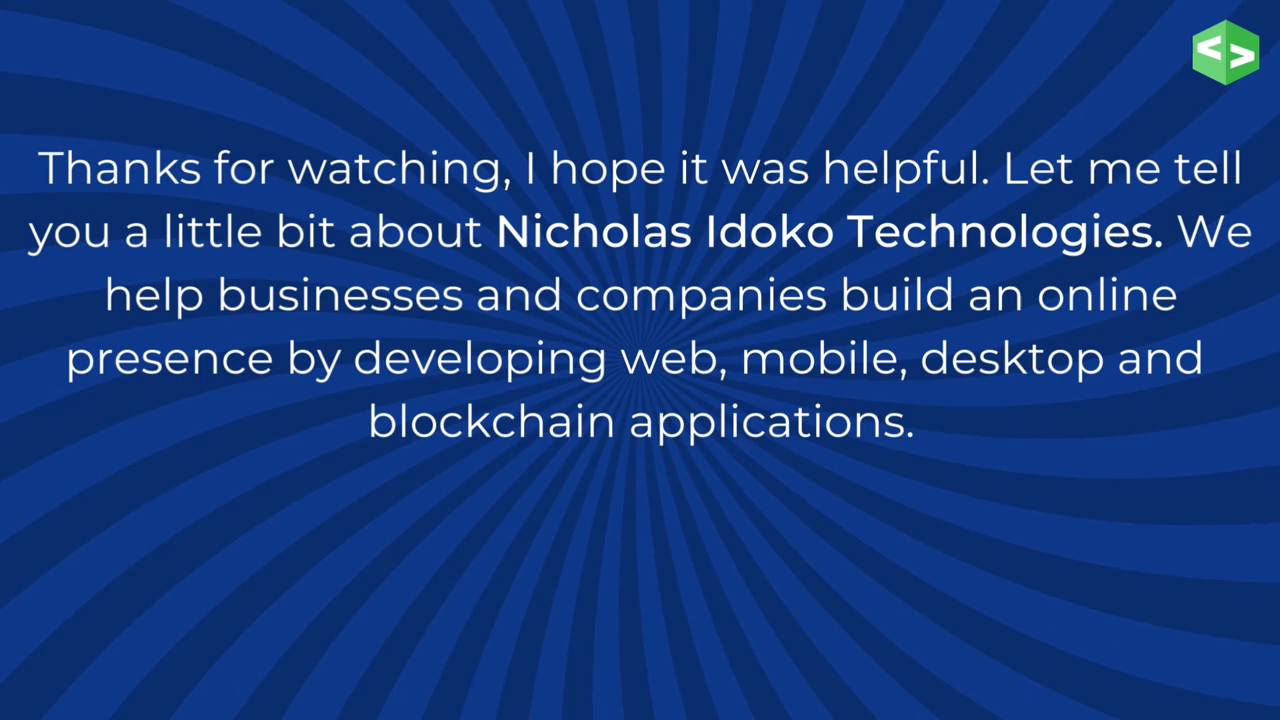 Thanks for watching, I hope it was helpful. Let me tell
you a little bit about Nicholas Idoko Technologies. We
help businesses and companies build an online
presence by developing web, mobile, desktop and
blockchain applications.